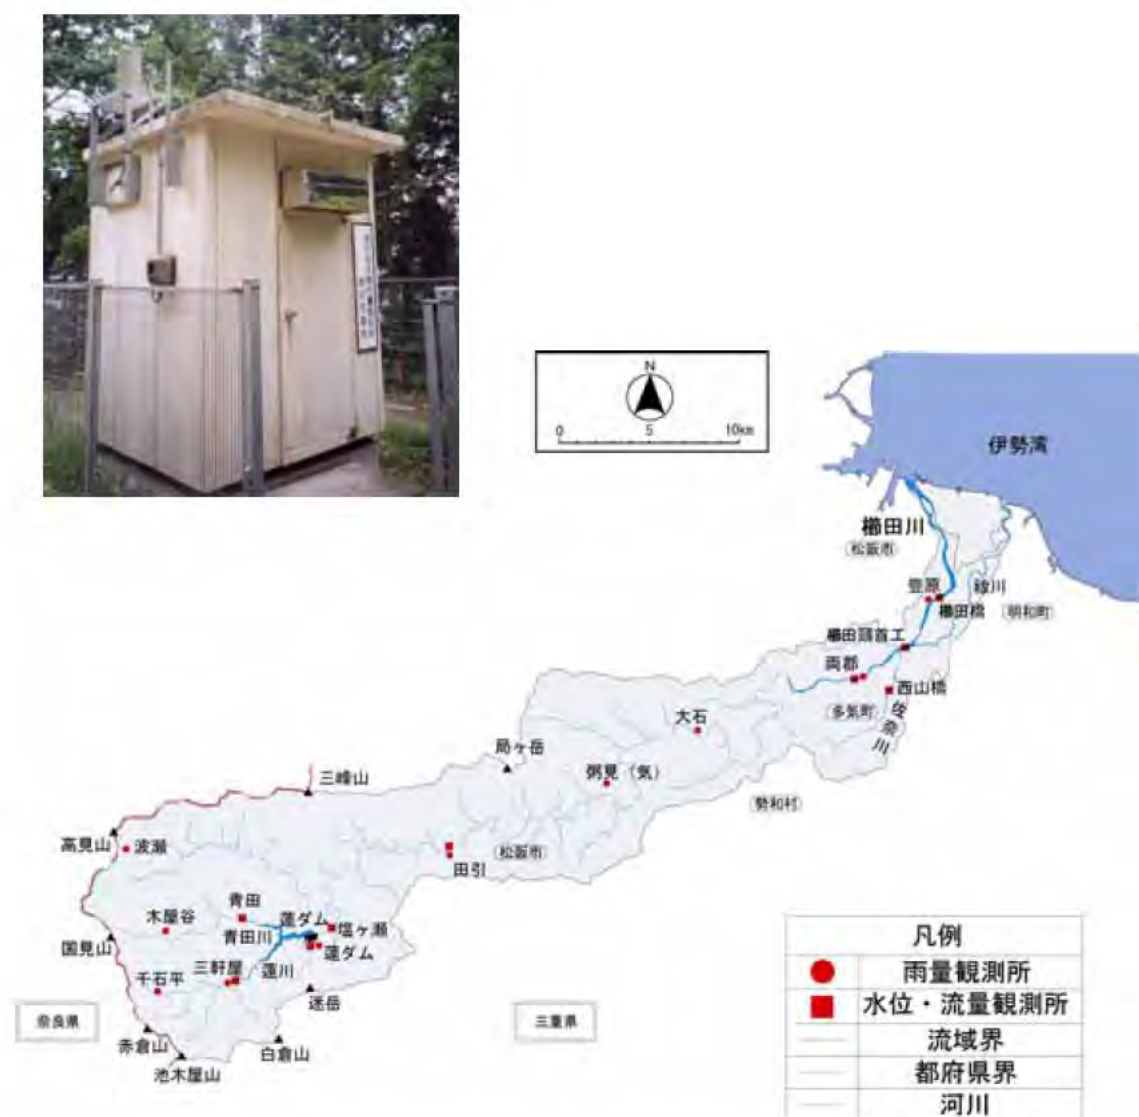 N
0 5 10km
伊勢湾
櫛田川
(松阪市)
豊原
祓川
櫛田橋
(明和町)
櫛田頭首工
両郡
西山橋
(多気町)
佐奈川
大石
局ヶ岳
粥見(気)
三峰山
(勢和村)
高見山
波瀬
(松阪市)
田引
青田
蓮ダム
塩ヶ瀬
木屋谷
青田川
蓮ダム
国見山
三軒屋
蓮川
千石平
迷岳
奈良県
三重県
赤倉山
白倉山
池木屋山
凡例
雨量観測所
水位・流量観測所
流域界
都府県界
河川